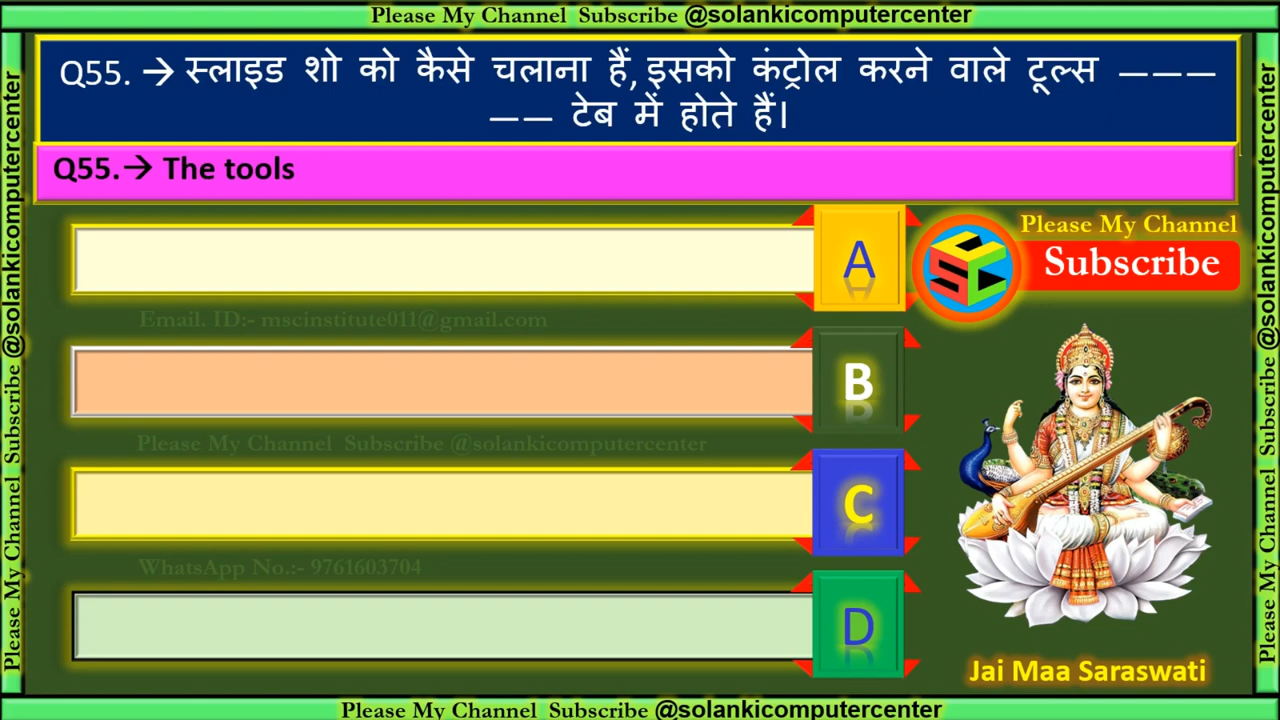 Please My Channel Subscribe @solankicomputercenter
Q55. → स्लाइड शो को कैसे चलाना हैं, इसको कंट्रोल करने वाले टूल्स ———
—— टेब में होते हैं।
Q55.→ The tools
A
Please My Channel
Subscribe
Email. ID:- mscinstitute011@gmail.com
B
Please My Channel Subscribe @solankicomputercenter
C
WhatsApp No.:- 9761603704
D
Jai Maa Saraswati
Please My Channel Subscribe @solankicomputercenter
Please My Channel Subscribe @solankicomputercenter
Please My Channel Subscribe @solankicomputercenter